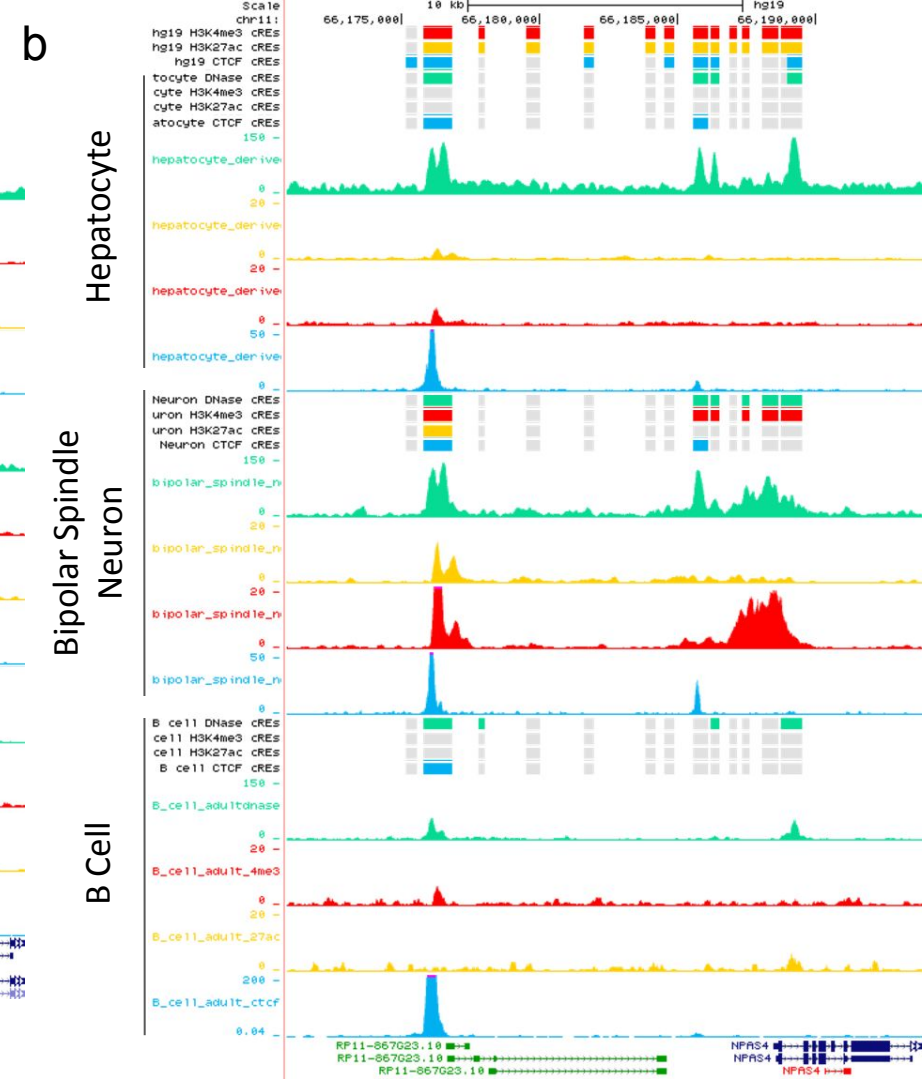 b
Scale 10 kb hg19
chr11: 66,175,000 66,180,000 66,185,000 66,190,000
hg19 H3K4me3 cREs
hg19 H3K27ac cREs
hg19 CTCF cREs
Hepatocyte
tocyte DNase cREs
cyte H3K4me3 cREs
cyte H3K27ac cREs
atocyte CTCF cREs
150
hepatocyte_derive
0
20
hepatocyte_derive
0
20
hepatocyte_derive
0
50
hepatocyte_derive
0
Bipolar Spindle
Neuron
Neuron DNase cREs
uron H3K4me3 cREs
uron H3K27ac cREs
Neuron CTCF cREs
150
bipolar_spindle_n
0
20
bipolar_spindle_n
0
20
bipolar_spindle_n
0
50
bipolar_spindle_n
0
B Cell
B cell DNase cREs
cell H3K4me3 cREs
cell H3K27ac cREs
B cell CTCF cREs
150
B_cell_adultdnase
0
20
B_cell_adult_4me3
0
20
B_cell_adult_27ac
0
200
B_cell_adult_ctcf
0.04
RP11-867G23.10 NPAS4
RP11-867G23.10 NPAS4
RP11-867G23.10 NPAS4